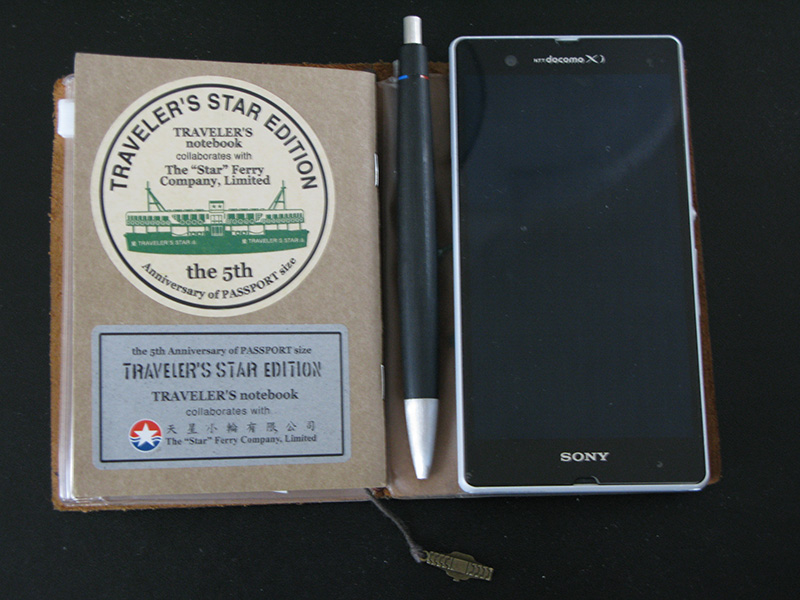 TRAVELER'S STAR EDITION
TRAVELER'S
notebook
collaborates with
The "Star" Ferry
Company, Limited
TRAVELER'S STAR
TRAVELER'S STAR
the 5th
Anniversary of PASSPORT size
the 5th Anniversary of PASSPORT size
TRAVELER'S STAR EDITION
TRAVELER'S notebook
collaborates with
天星小輪有限公司
The "Star" Ferry Company, Limited
NTT docomo Xi
SONY